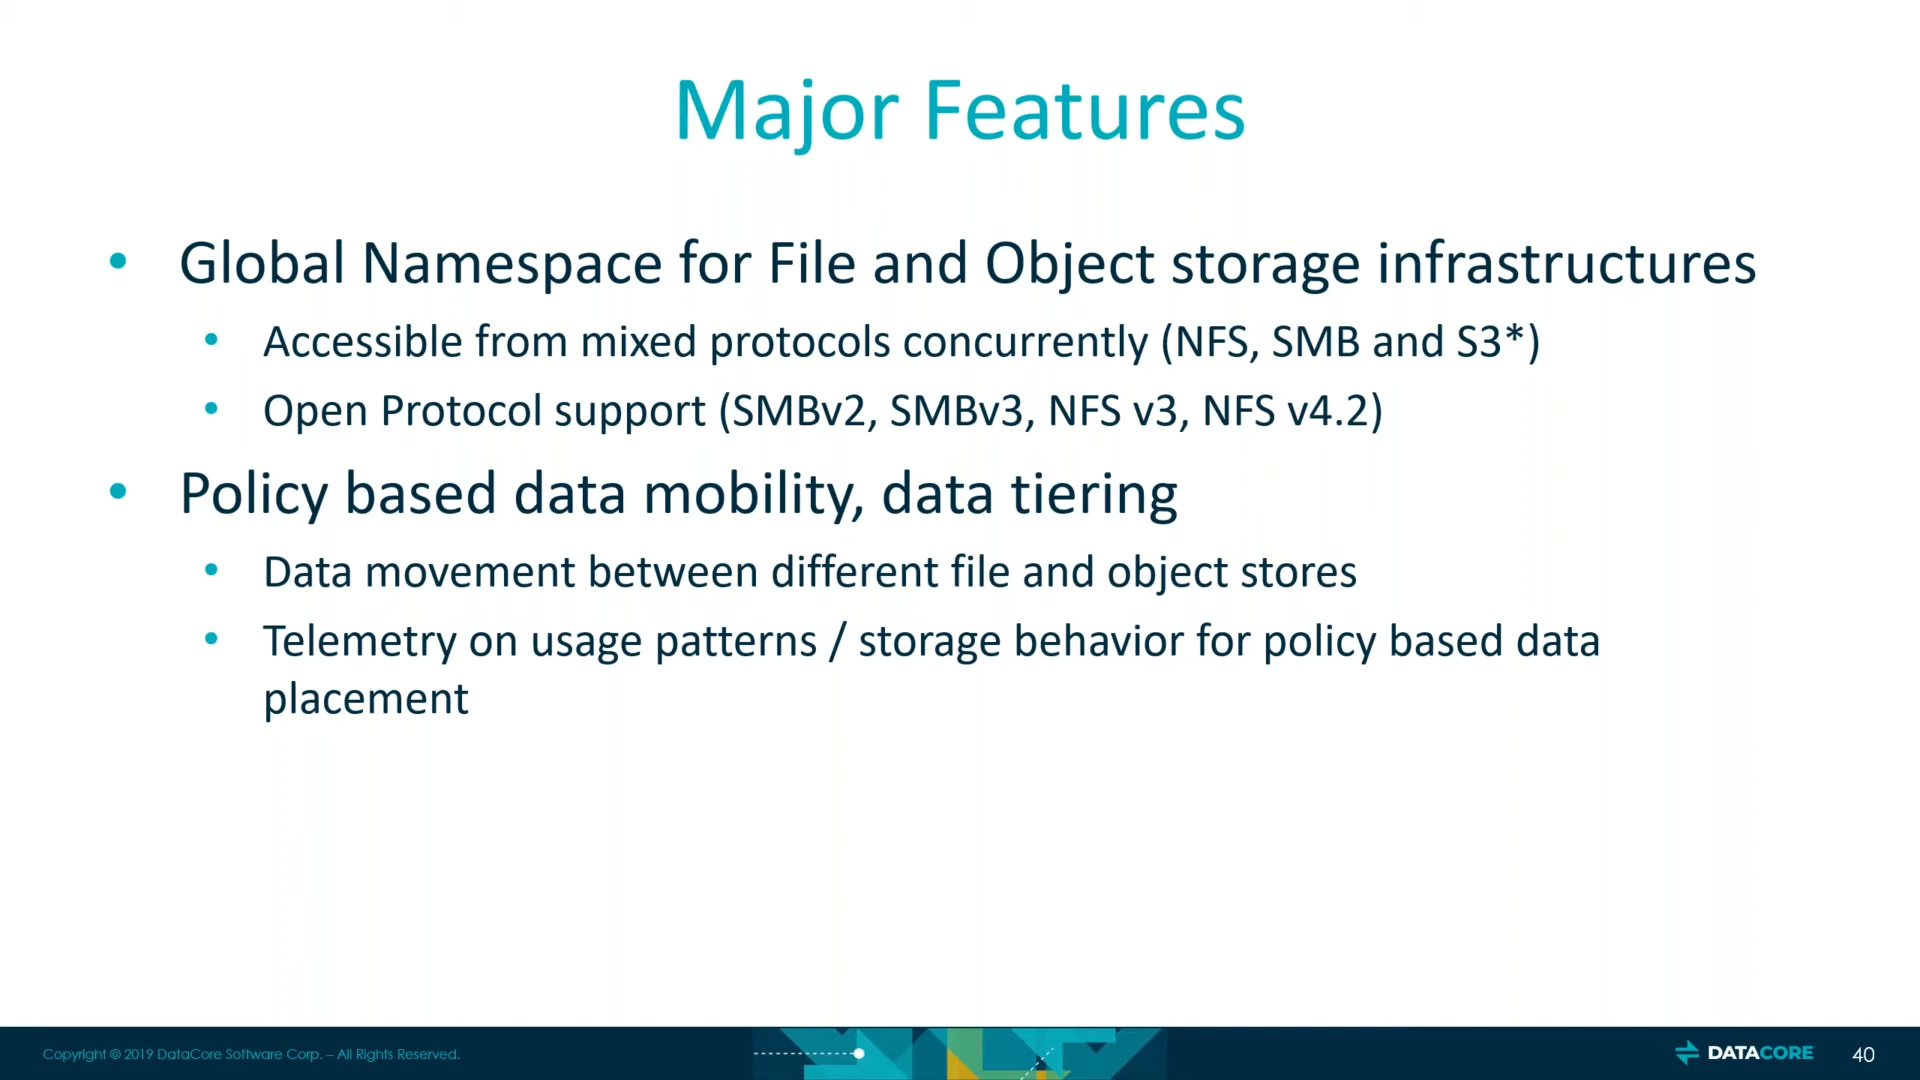 Major Features
• Global Namespace for File and Object storage infrastructures
• Accessible from mixed protocols concurrently (NFS, SMB and S3*)
• Open Protocol support (SMBv2, SMBv3, NFS v3, NFS v4.2)
• Policy based data mobility, data tiering
• Data movement between different file and object stores
• Telemetry on usage patterns / storage behavior for policy based data
placement
Copyright © 2019 DataCore Software Corp. – All Rights Reserved.
DATACORE
40